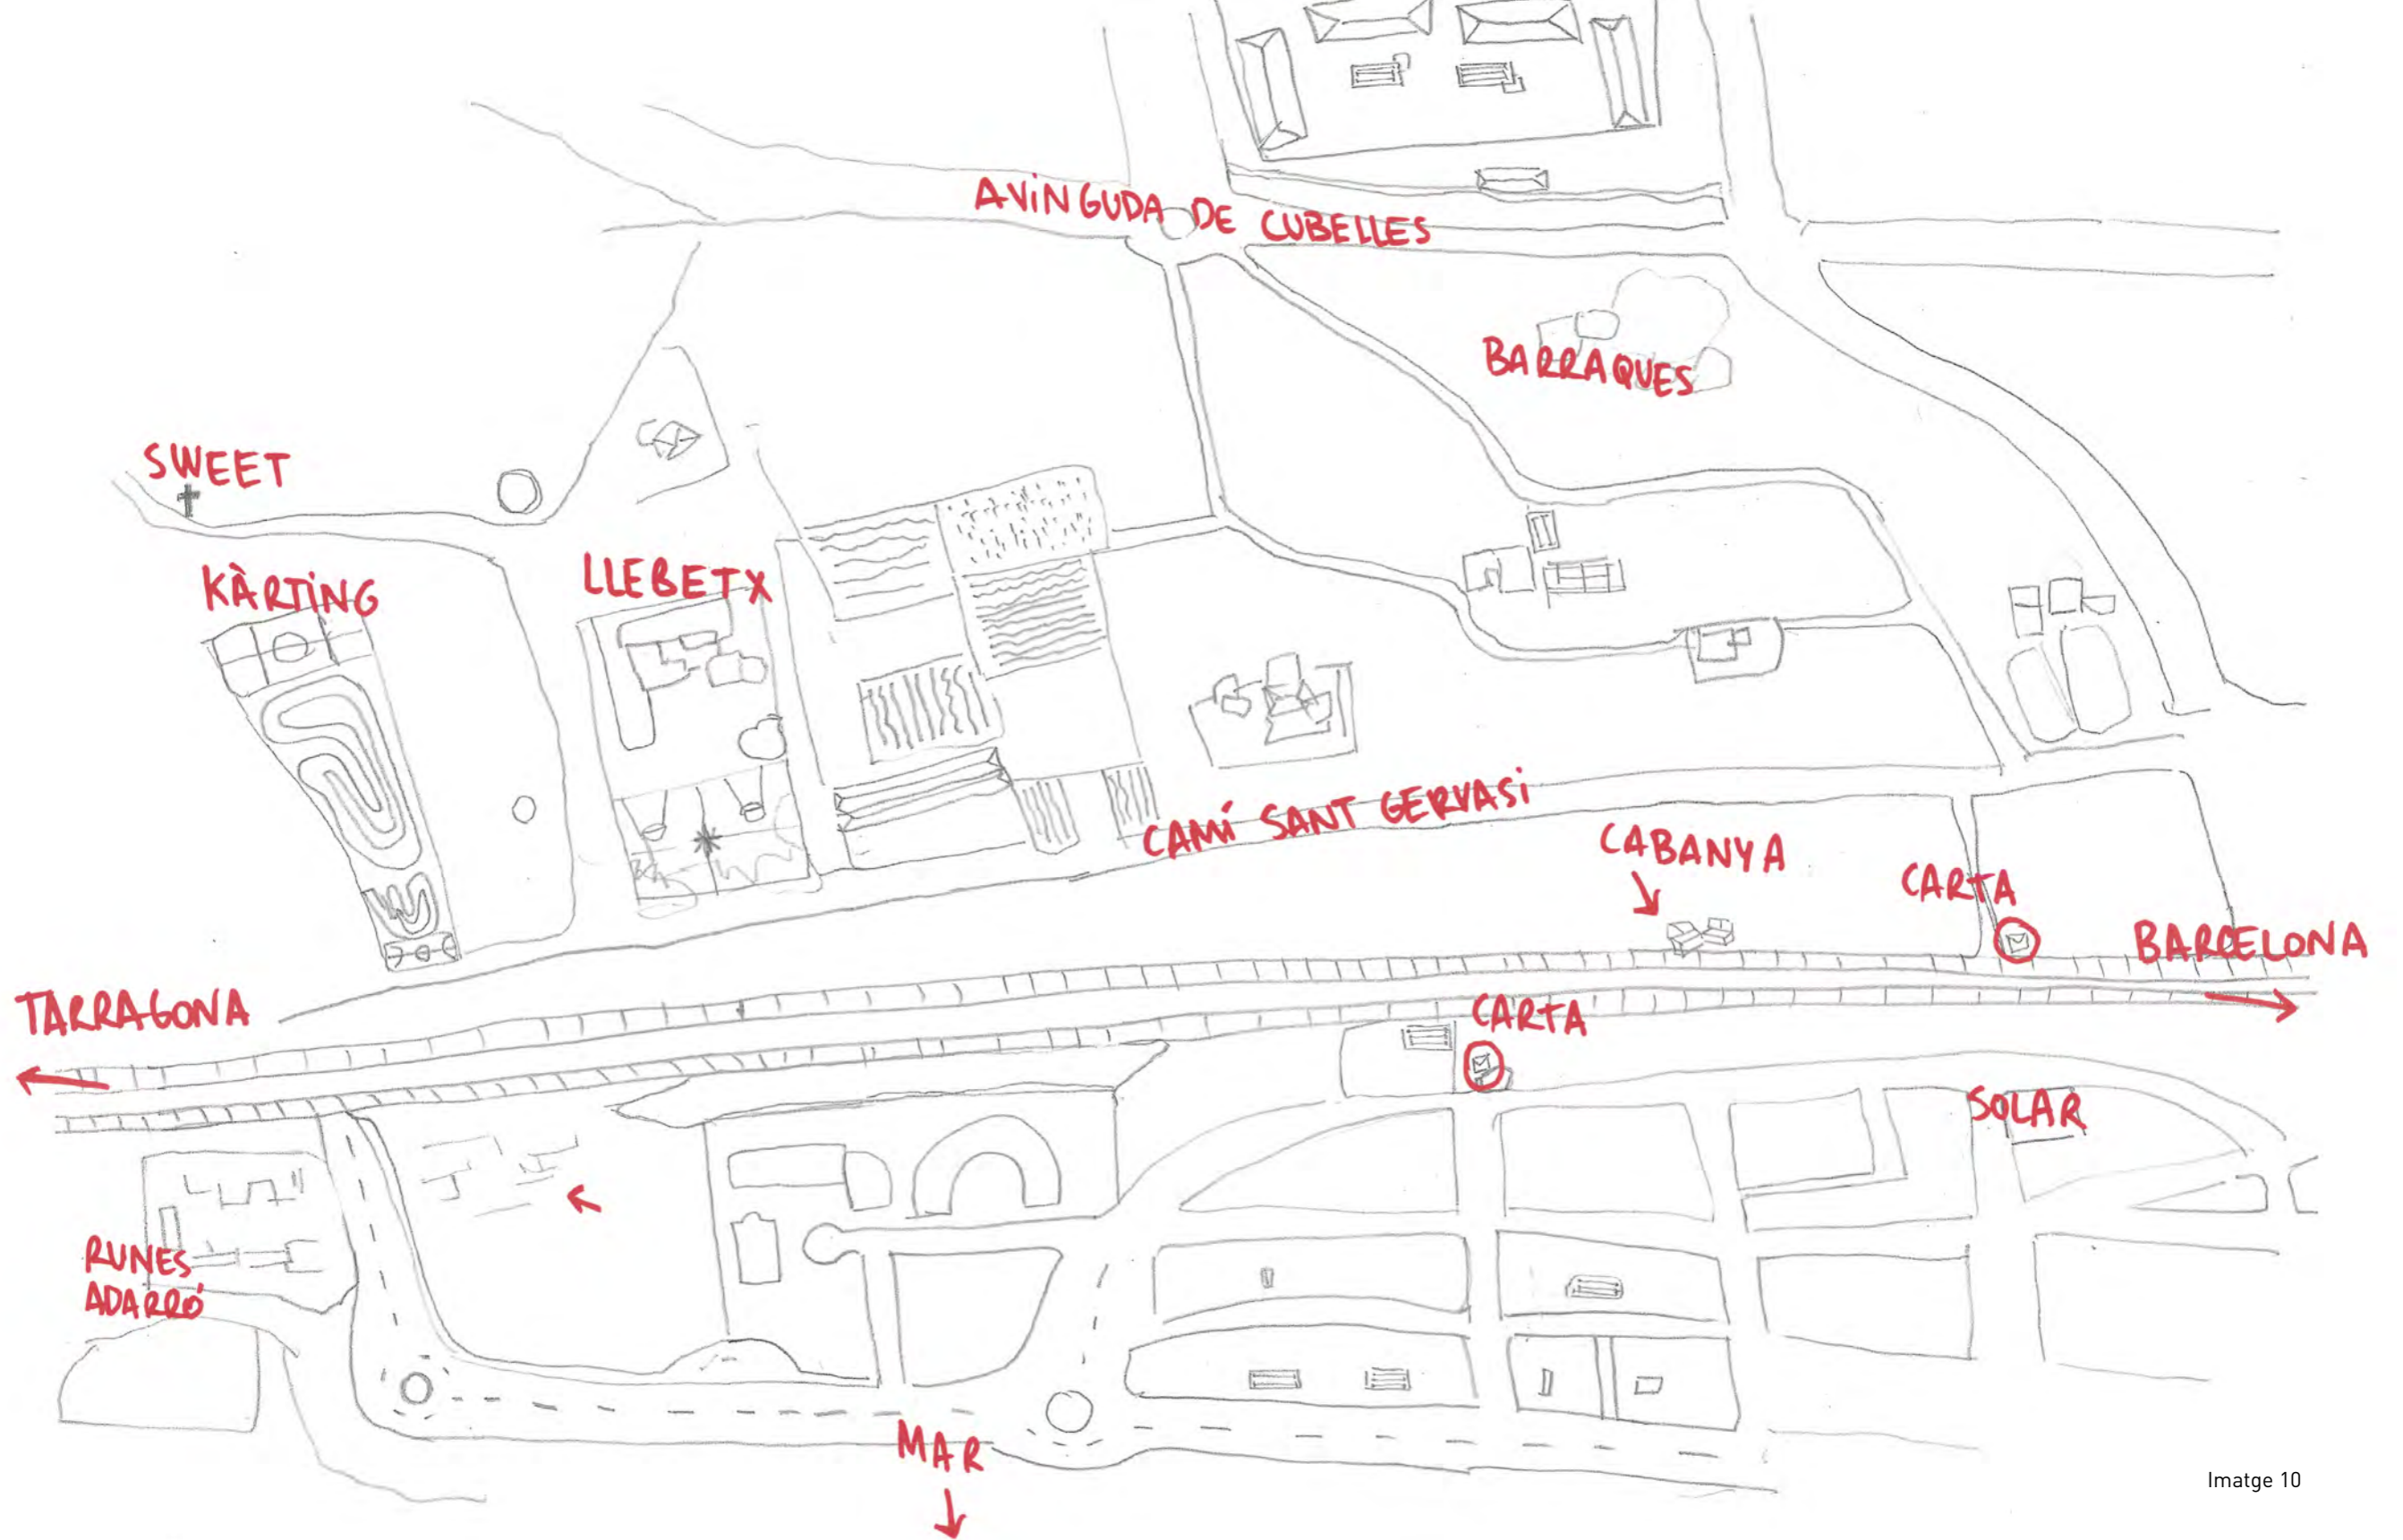 AVINGUDA DE CUBELLES
BARRAQUES
SWEET
KÀRTING
LLEBETX
CAMÍ SANT GERVASI
CABANYA
CARTA
BARCELONA
TARRAGONA
CARTA
SOLAR
RUNES
ADARRÓ
MAR
Imatge 10